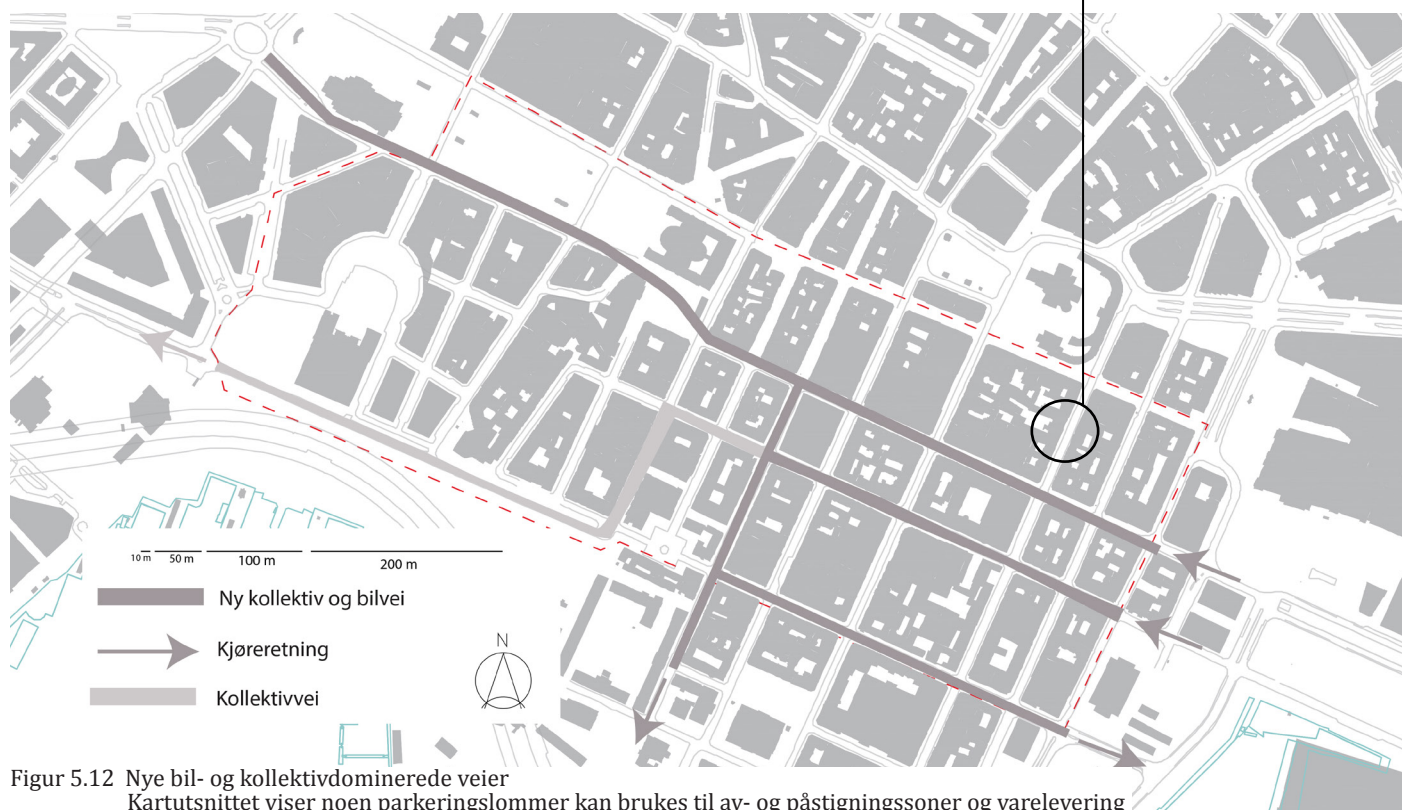 10 m 50 m 100 m 200 m
Ny kollektiv og bilvei
N
Kjøreretning
Kollektivvei
Figur 5.12 Nye bil- og kollektivdominerede veier
Kartutsnittet viser noen parkeringslommer kan brukes til av- og påstigningssoner og varelevering